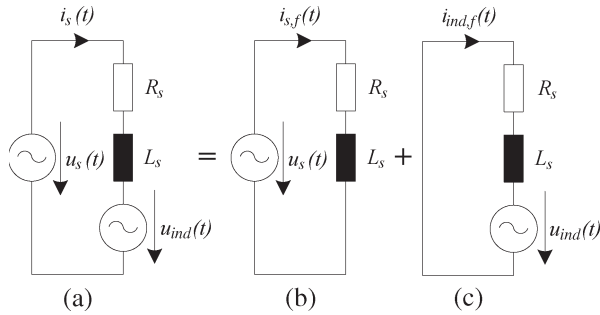 i_s(t)
R_s
u_s(t)
L_s
u_ind(t)
(a)
=
i_s,f(t)
R_s
u_s(t)
L_s
(b)
+
i_ind,f(t)
R_s
L_s
u_ind(t)
(c)